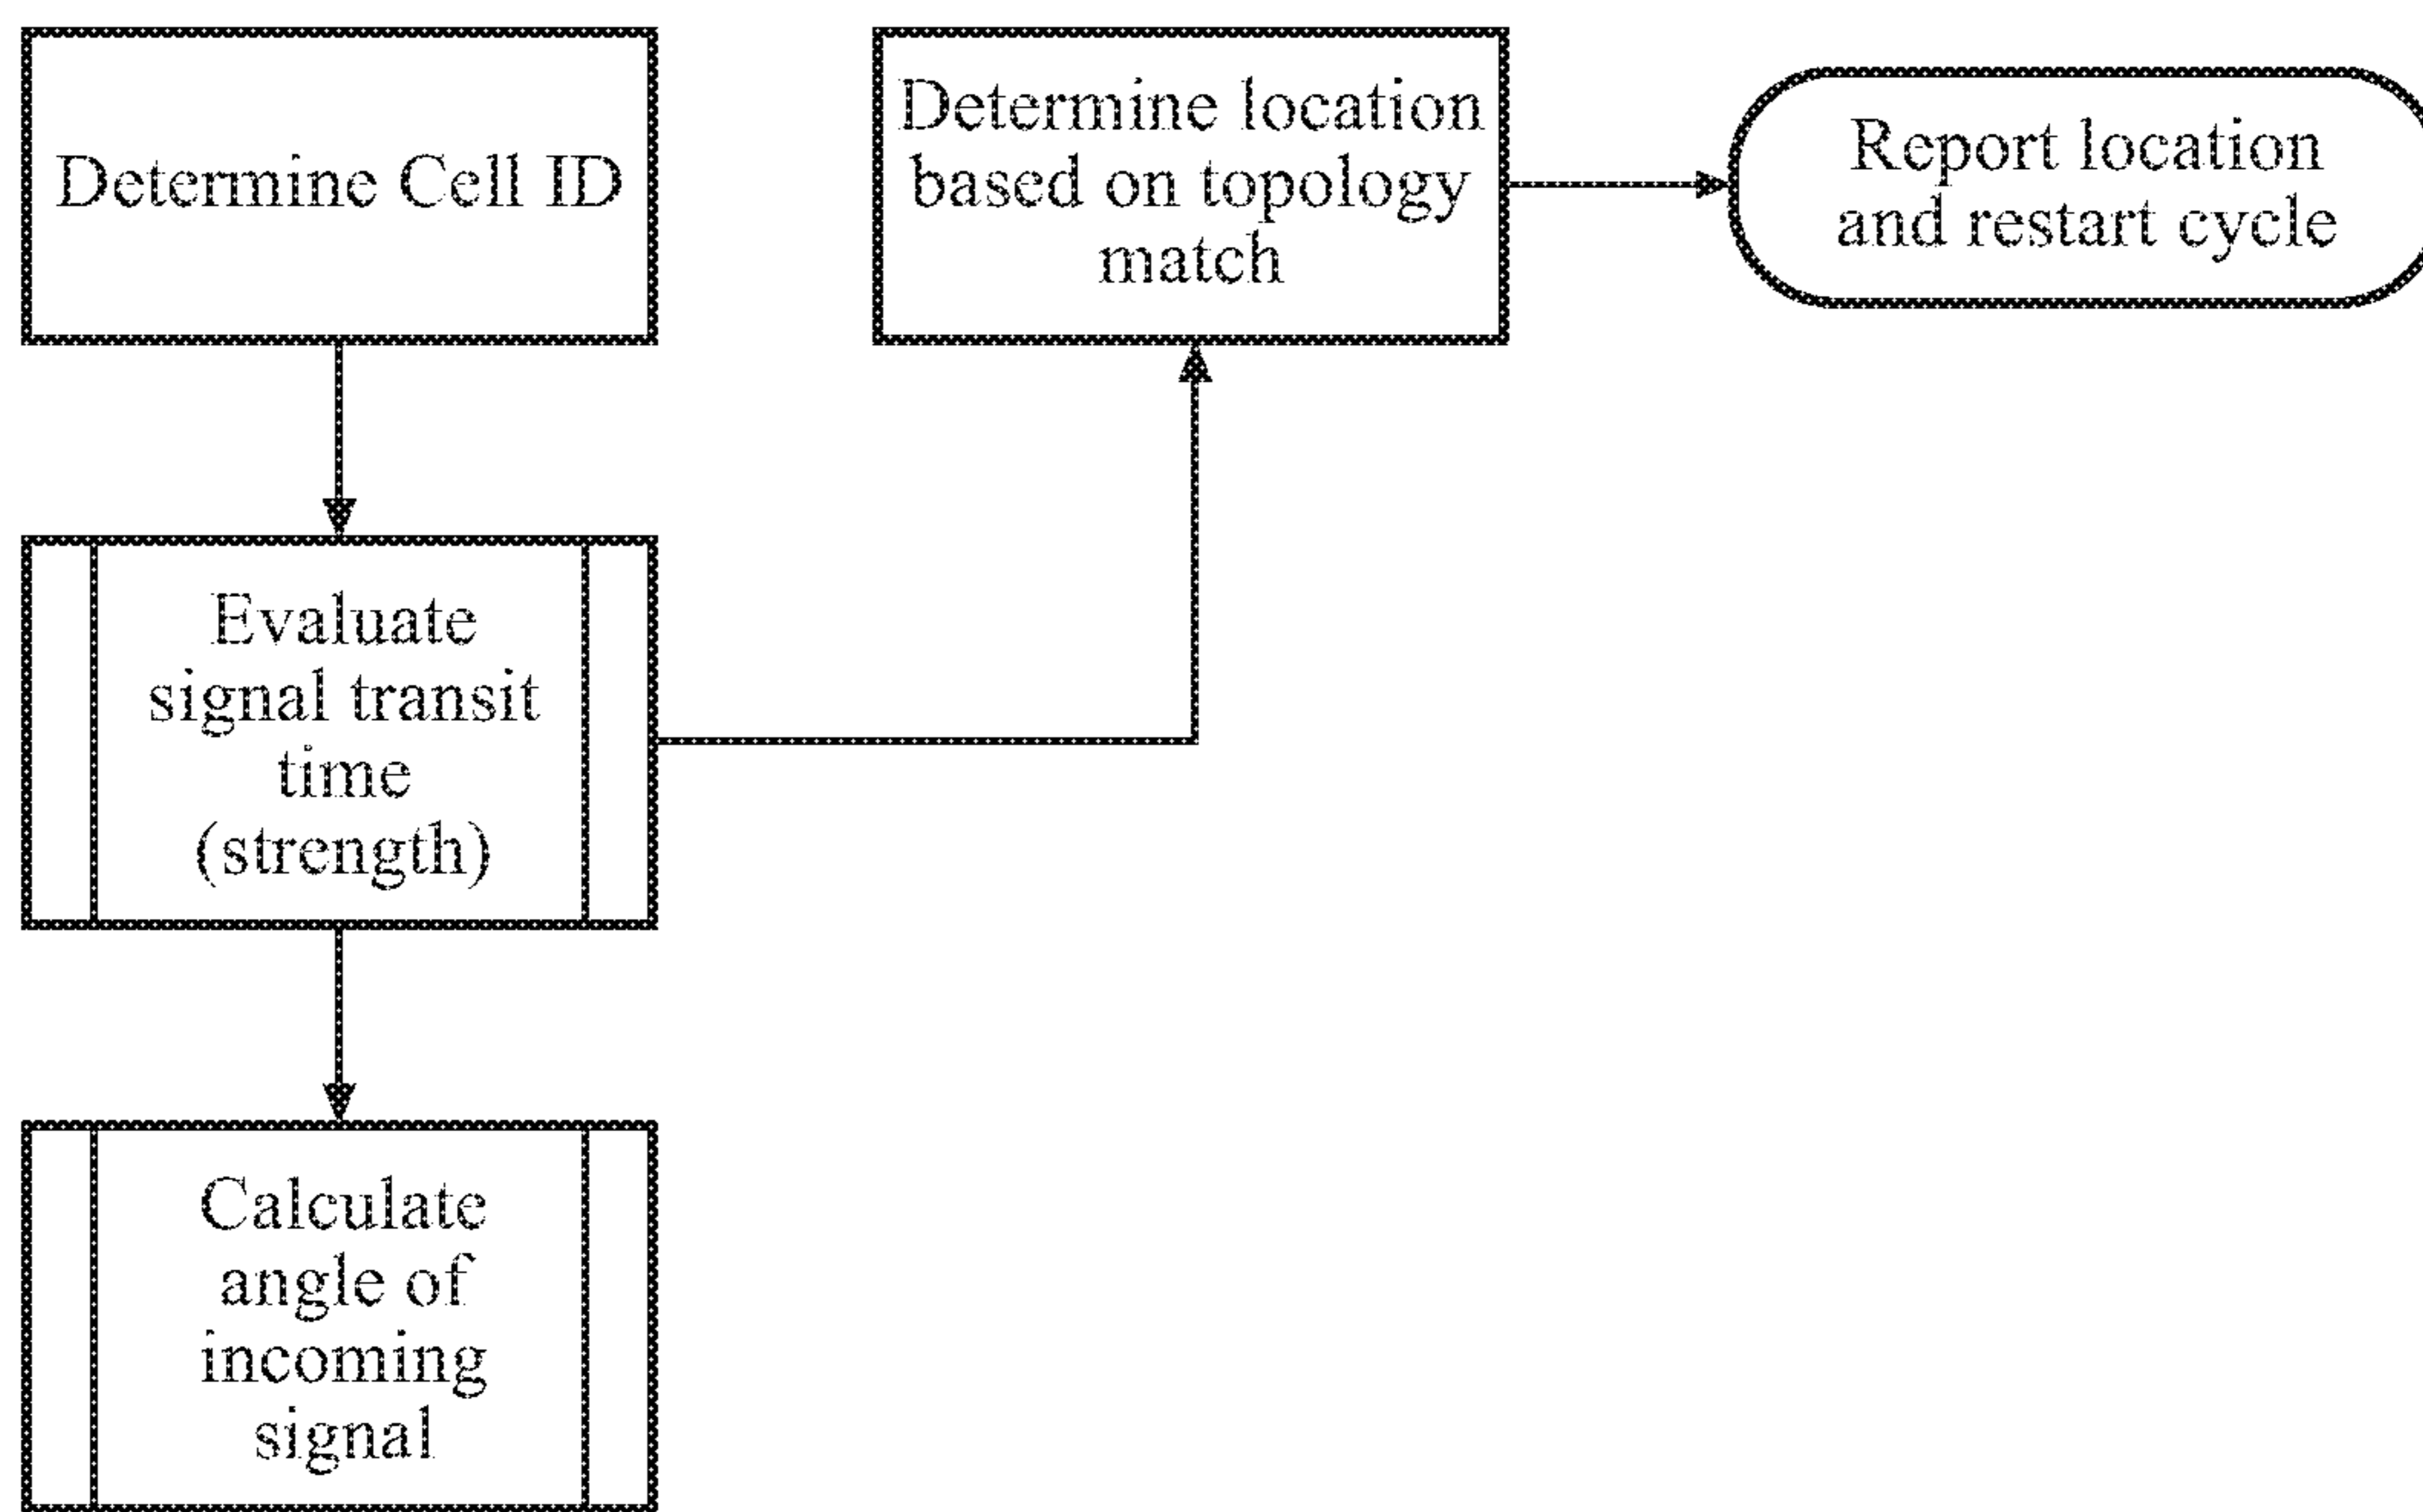 Determine Cell ID
Evaluate
signal transit
time
(strength)
Calculate
angle of
incoming
signal
Determine location
based on topology
match
Report location
and restart cycle